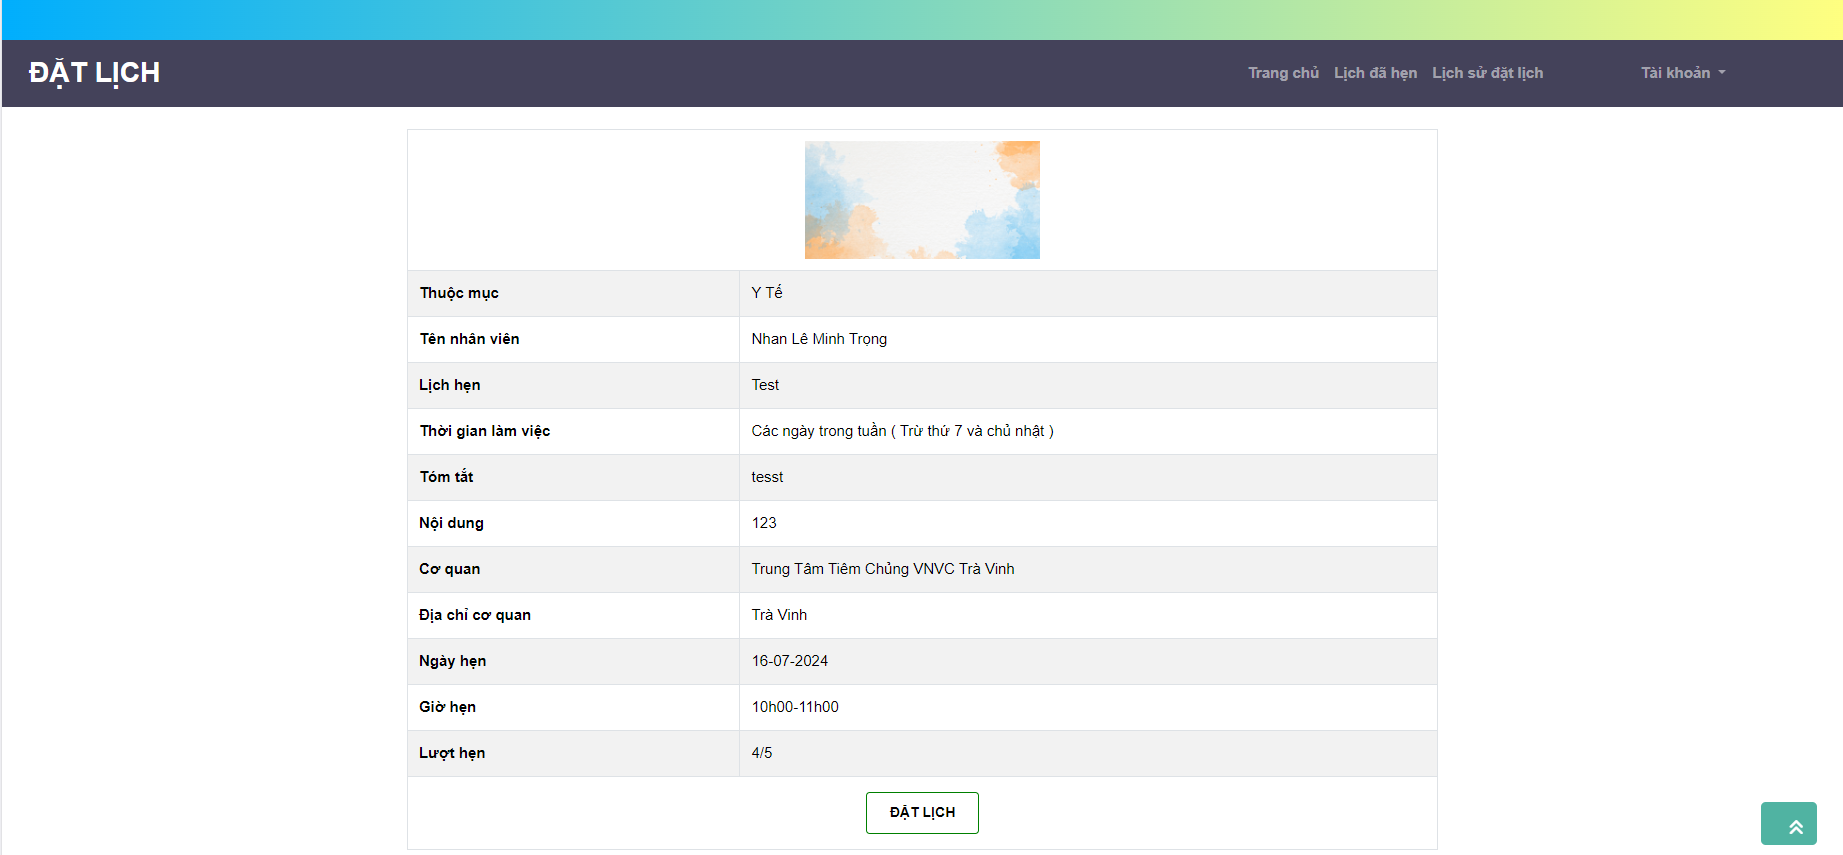 ĐẶT LỊCH
Trang chủ Lịch đã hẹn Lịch sử đặt lịch Tài khoản
Thuộc mục Y Tế
Tên nhân viên Nhan Lê Minh Trọng
Lịch hẹn Test
Thời gian làm việc Các ngày trong tuần ( Trừ thứ 7 và chủ nhật )
Tóm tắt tesst
Nội dung 123
Cơ quan Trung Tâm Tiêm Chủng VNVC Trà Vinh
Địa chỉ cơ quan Trà Vinh
Ngày hẹn 16-07-2024
Giờ hẹn 10h00-11h00
Lượt hẹn 4/5
ĐẶT LỊCH